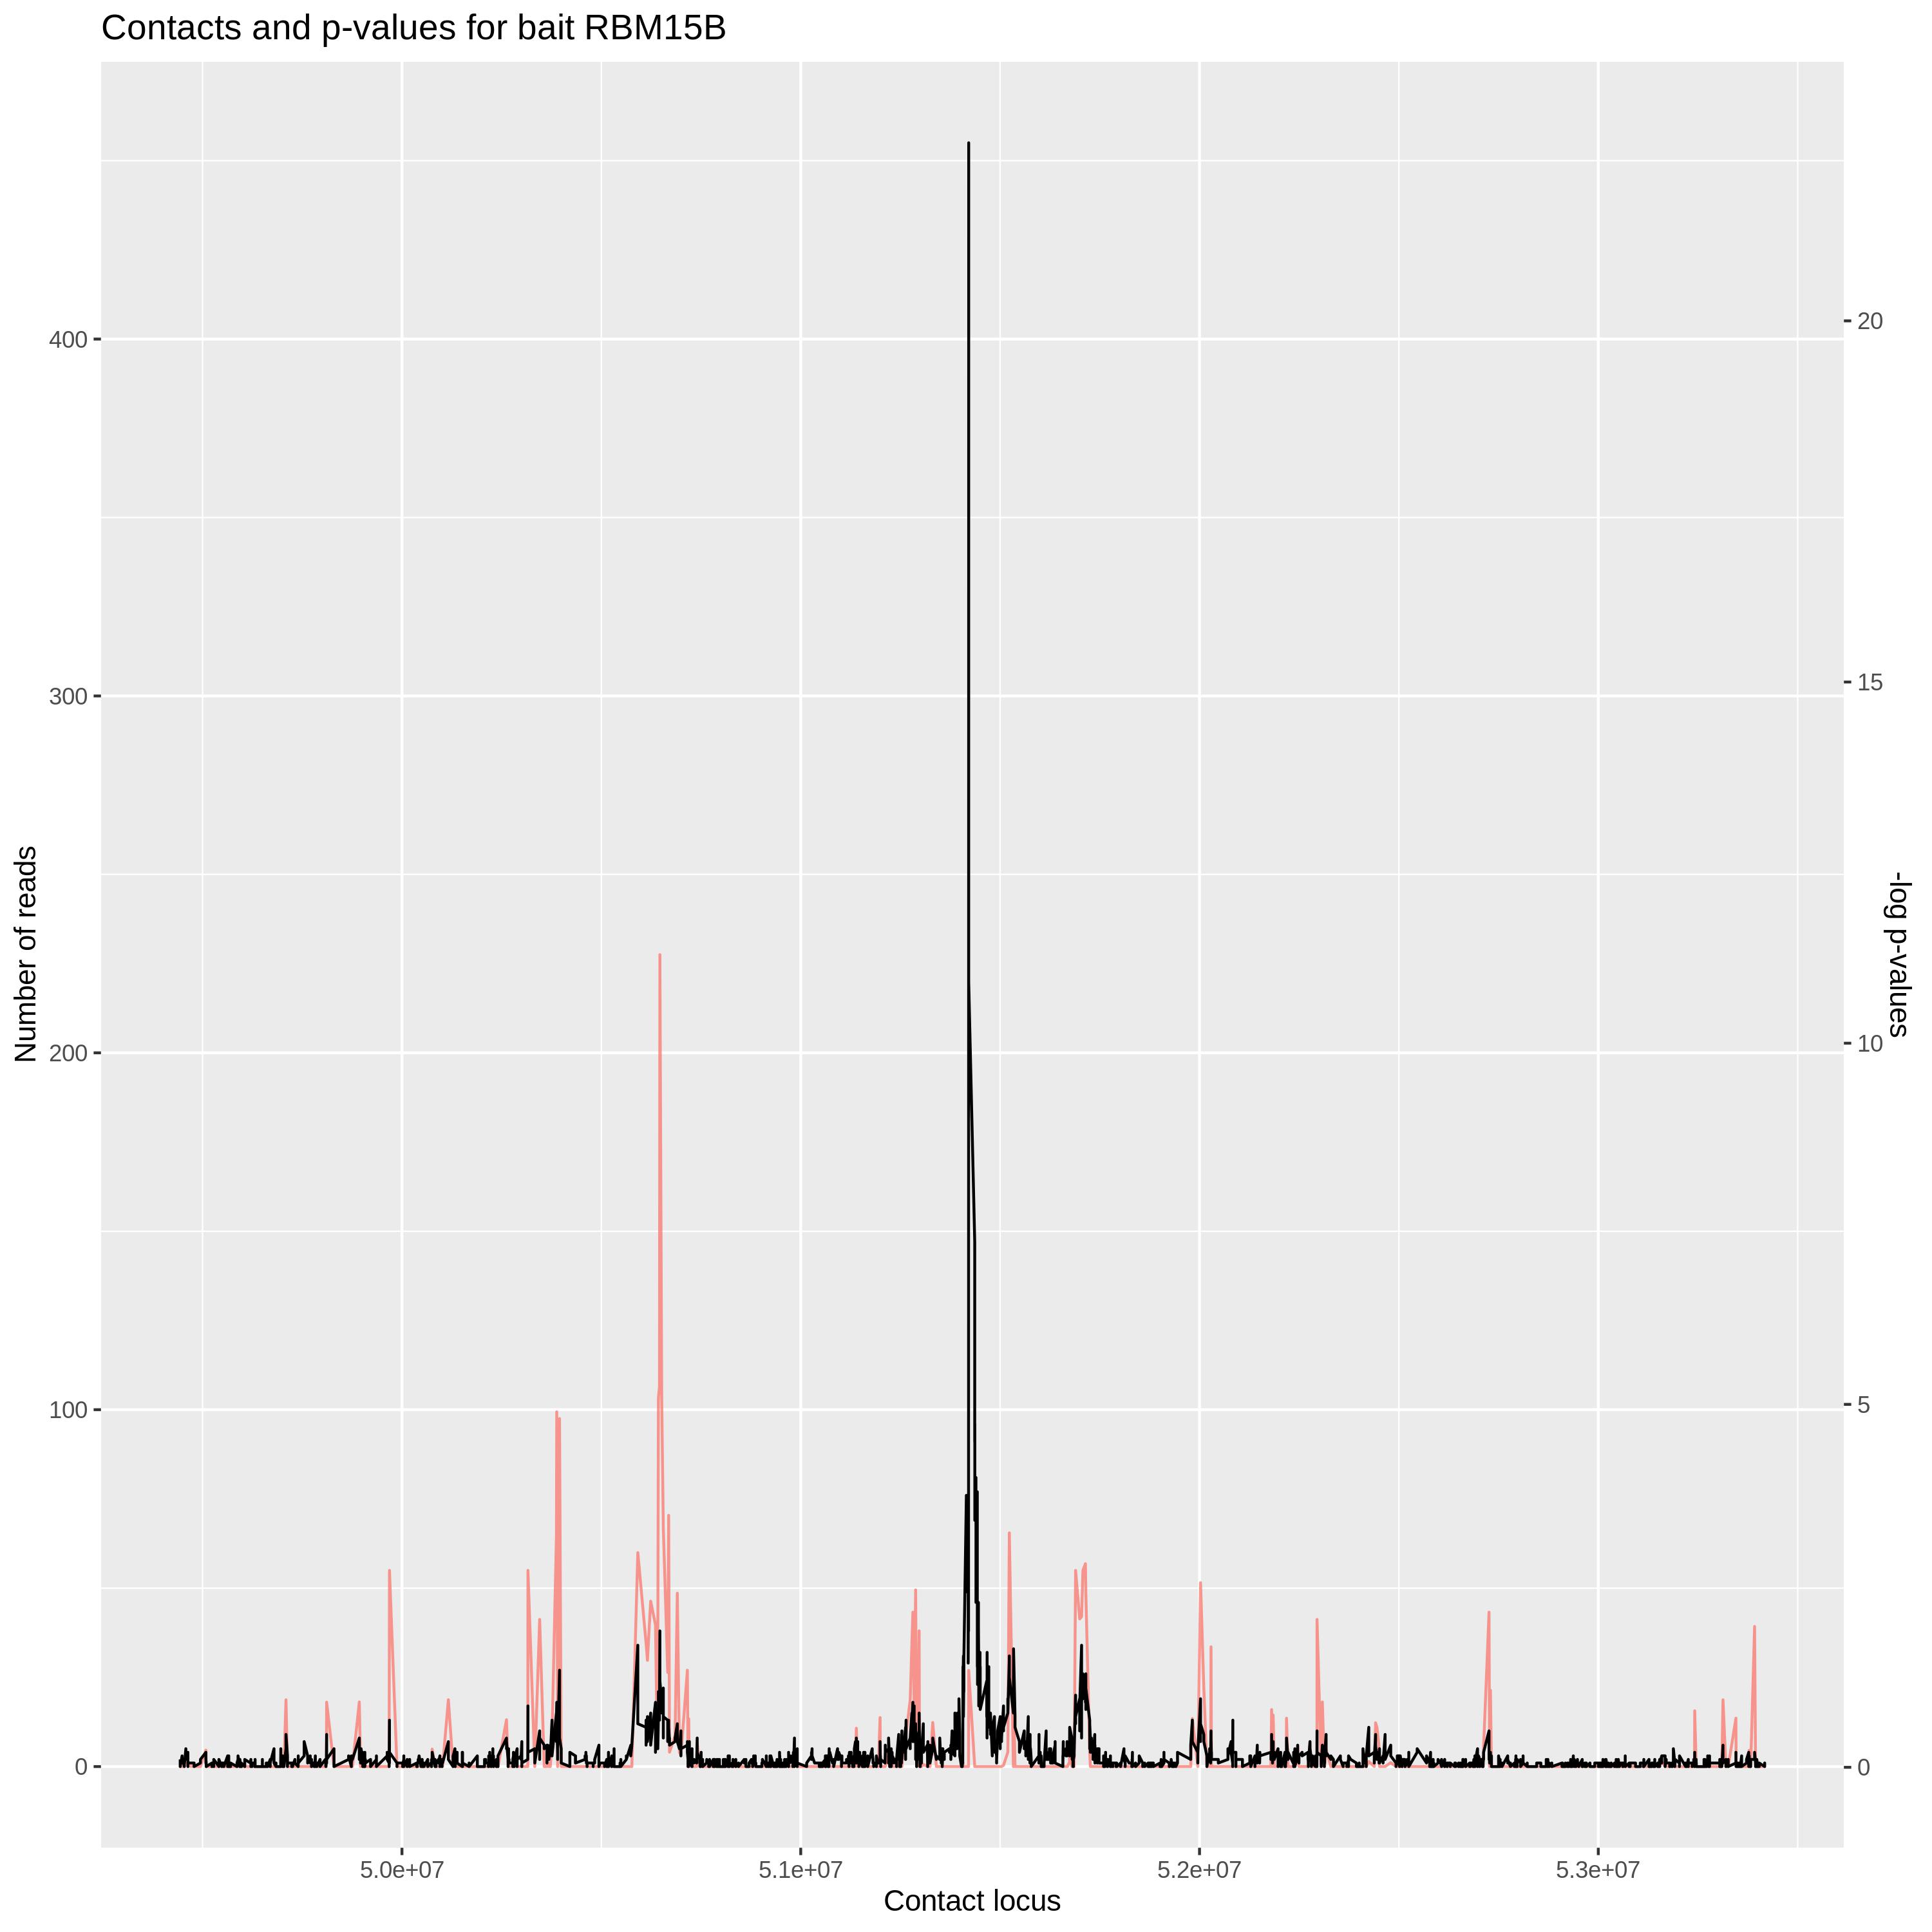 Contacts and p-values for bait RBM15B
Number of reads
400
300
200
100
0
20
15
10
5
0
-log p-values
5.0e+07
5.1e+07
5.2e+07
5.3e+07
Contact locus